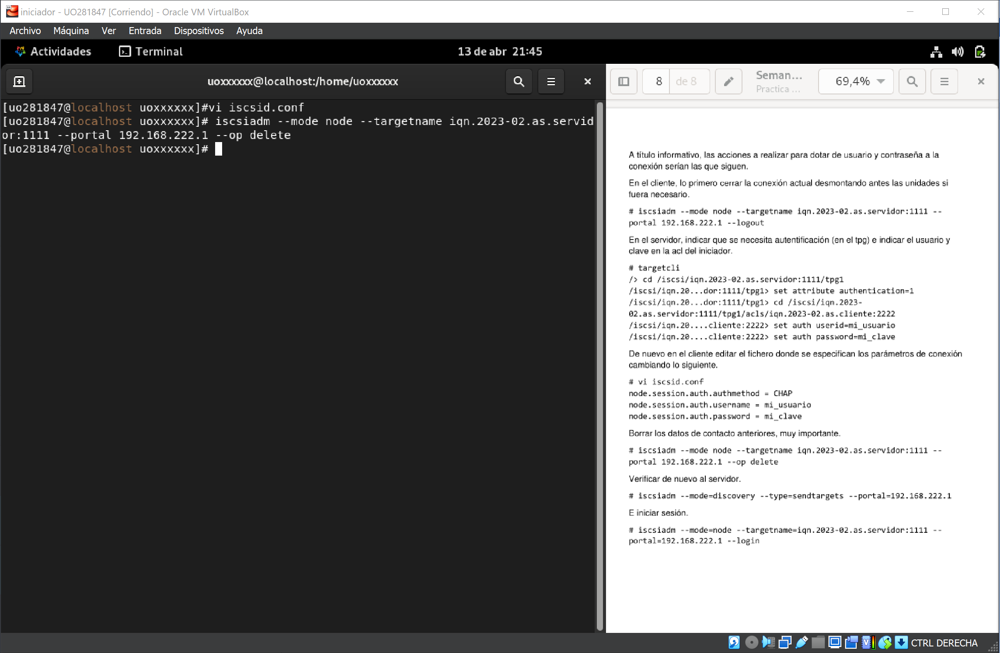 iniciador - UO281847 [Corriendo] - Oracle VM VirtualBox
Archivo Máquina Ver Entrada Dispositivos Ayuda
Actividades Terminal 13 de abr 21:45
uoxxxxxx@localhost:/home/uoxxxxxx
[uo281847@localhost uoxxxxxx]#vi iscsid.conf
[uo281847@localhost uoxxxxxx]# iscsiadm --mode node --targetname iqn.2023-02.as.servid
or:1111 --portal 192.168.222.1 --op delete
[uo281847@localhost uoxxxxxx]#
8 de 8 Seman... 69,4%
Practica ...
A título informativo, las acciones a realizar para dotar de usuario y contraseña a la
conexión serían las que siguen.
En el cliente, lo primero cerrar la conexión actual desmontando antes las unidades si
fuera necesario.
# iscsiadm --mode node --targetname iqn.2023-02.as.servidor:1111 --
portal 192.168.222.1 --logout
En el servidor, indicar que se necesita autentificación (en el tpg) e indicar el usuario y
clave en la acl del iniciador.
# targetcli
/> cd /iscsi/iqn.2023-02.as.servidor:1111/tpg1
/iscsi/iqn.20...dor:1111/tpg1> set attribute authentication=1
/iscsi/iqn.20...dor:1111/tpg1> cd /iscsi/iqn.2023-
02.as.servidor:1111/tpg1/acls/iqn.2023-02.as.cliente:2222
/iscsi/iqn.20....cliente:2222> set auth userid=mi_usuario
/iscsi/iqn.20....cliente:2222> set auth password=mi_clave
De nuevo en el cliente editar el fichero donde se especifican los parámetros de conexión
cambiando lo siguiente.
# vi iscsid.conf
node.session.auth.authmethod = CHAP
node.session.auth.username = mi_usuario
node.session.auth.password = mi_clave
Borrar los datos de contacto anteriores, muy importante.
# iscsiadm --mode node --targetname iqn.2023-02.as.servidor:1111 --
portal 192.168.222.1 --op delete
Verificar de nuevo al servidor.
# iscsiadm --mode=discovery --type=sendtargets --portal=192.168.222.1
E iniciar sesión.
# iscsiadm --mode=node --targetname=iqn.2023-02.as.servidor:1111 --
portal=192.168.222.1 --login
CTRL DERECHA